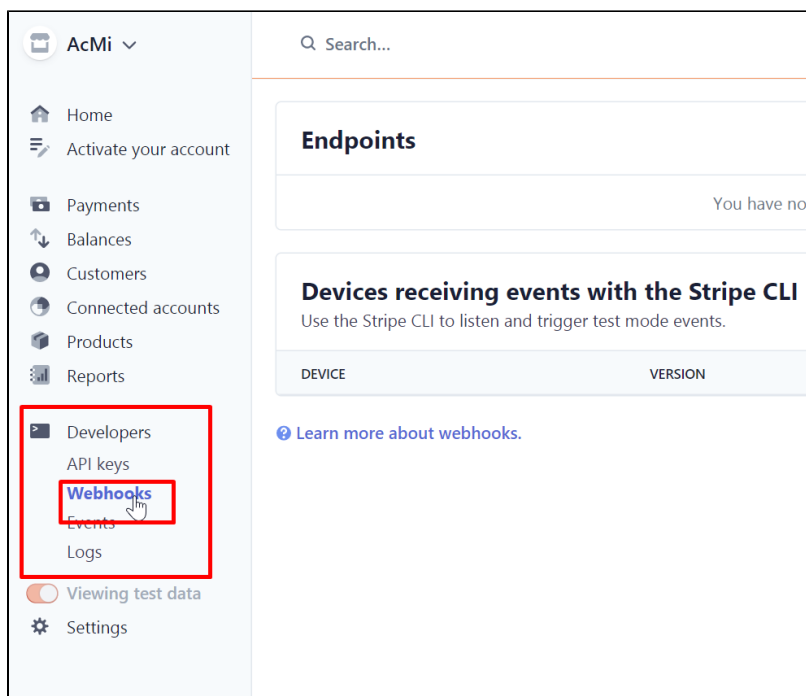 AcMi
Search...
Home
Activate your account
Payments
Balances
Customers
Connected accounts
Products
Reports
Developers
API keys
Webhooks
Events
Logs
Viewing test data
Settings
Endpoints
You have no
Devices receiving events with the Stripe CLI
Use the Stripe CLI to listen and trigger test mode events.
DEVICE VERSION
Learn more about webhooks.